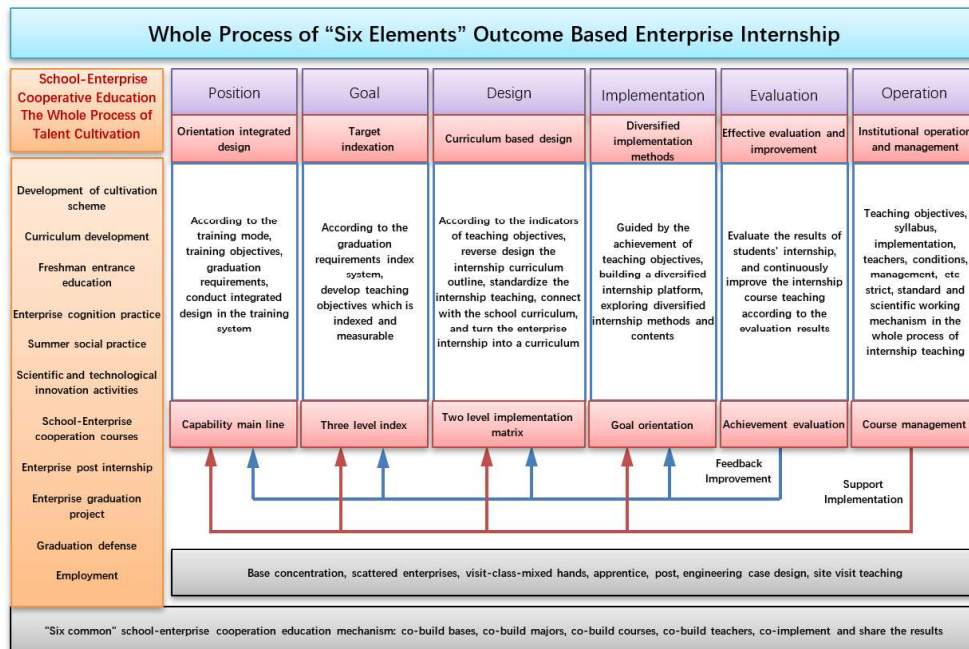 Whole Process of “Six Elements” Outcome Based Enterprise Internship
School-Enterprise
Cooperative Education
The Whole Process of
Talent Cultivation
Position
Goal
Design
Implementation
Evaluation
Operation
Orientation integrated
design
Target
indexation
Curriculum based design
Diversified
implementation
methods
Effective evaluation and
improvement
Institutional operation
and management
Development of cultivation
scheme
Curriculum development
Freshman entrance
education
Enterprise cognition practice
Summer social practice
Scientific and technological
innovation activities
School-Enterprise
cooperation courses
Enterprise post internship
Enterprise graduation
project
Graduation defense
Employment
According to the
training mode,
training objectives,
graduation
requirements,
conduct integrated
design in the training
system
According to the
graduation
requirements index
system,
develop teaching
objectives which is
indexed and
measurable
According to the indicators
of teaching objectives,
reverse design the
internship curriculum
outline, standardize the
internship teaching, connect
with the school curriculum,
and turn the enterprise
internship into a curriculum
Guided by the
achievement of
teaching objectives,
building a diversified
internship platform,
exploring diversified
internship methods and
contents
Evaluate the results of
students' internship,
and continuously
improve the internship
course teaching
according to the
evaluation results
Teaching objectives,
syllabus,
implementation,
teachers, conditions,
management, etc
strict, standard and
scientific working
mechanism in the
whole process of
internship teaching
Capability main line
Three level index
Two level implementation
matrix
Goal orientation
Achievement evaluation
Course management
Feedback
Improvement
Support
Implementation
Base concentration, scattered enterprises, visit-class-mixed hands, apprentice, post, engineering case design, site visit teaching
"Six common" school-enterprise cooperation education mechanism: co-build bases, co-build majors, co-build courses, co-build teachers, co-implement and share the results